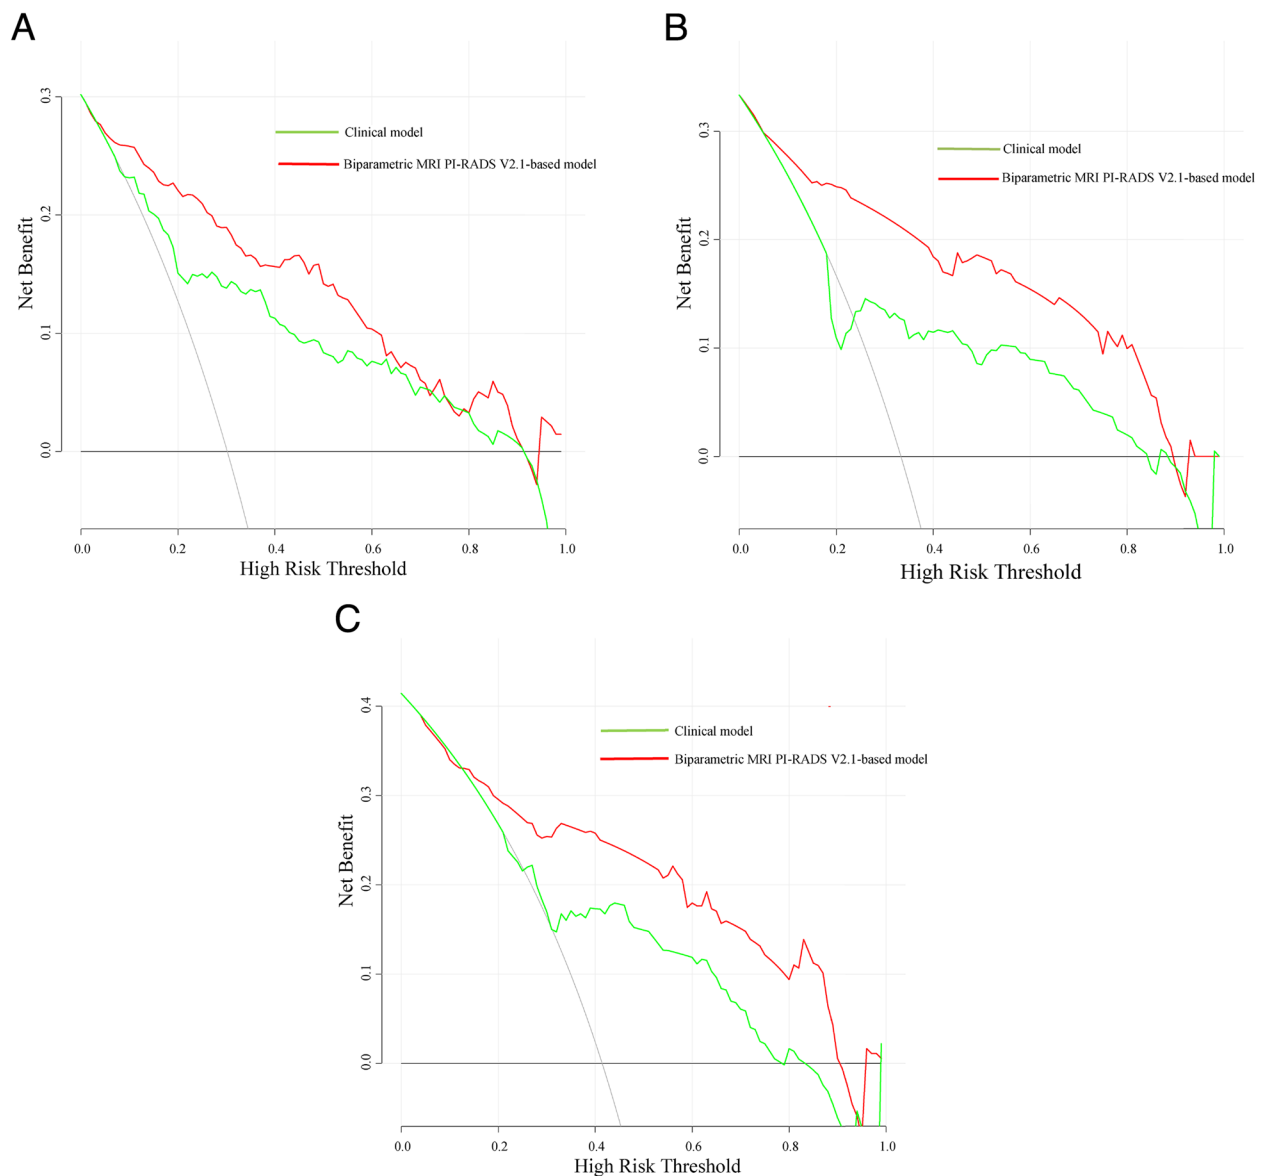 A
Net Benefit
0.3
0.2
0.1
0.0
Clinical model
Biparametric MRI PI-RADS V2.1-based model
0.0 0.2 0.4 0.6 0.8 1.0
High Risk Threshold
B
Net Benefit
0.3
0.2
0.1
0.0
Clinical model
Biparametric MRI PI-RADS V2.1-based model
0.0 0.2 0.4 0.6 0.8 1.0
High Risk Threshold
C
Net Benefit
0.4
0.3
0.2
0.1
0.0
Clinical model
Biparametric MRI PI-RADS V2.1-based model
0.0 0.2 0.4 0.6 0.8 1.0
High Risk Threshold